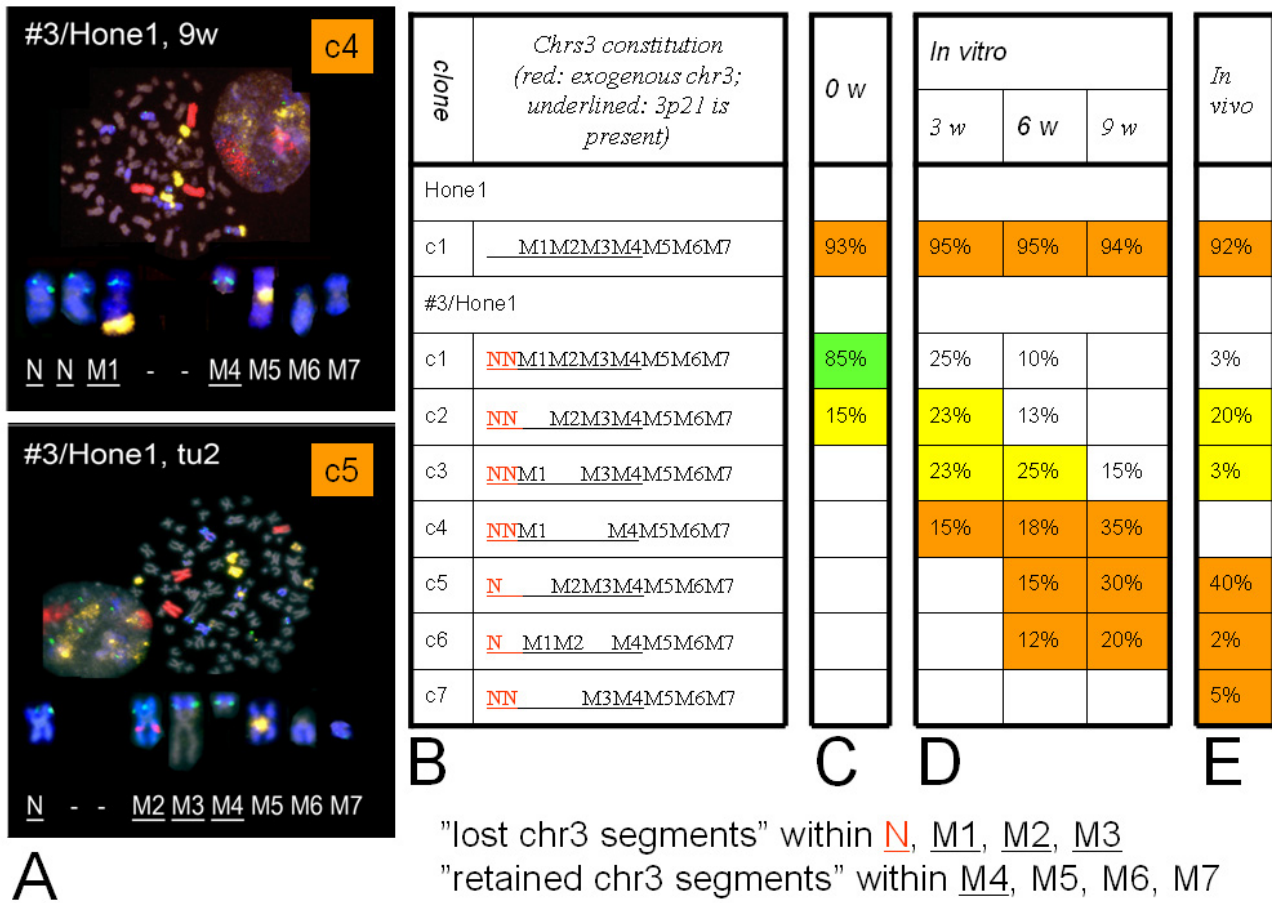 #3/Hone1, 9w
c4
N N M1 - - M4 M5 M6 M7
#3/Hone1, tu2
c5
N - - M2 M3 M4 M5 M6 M7
A
clone
Chrs3 constitution
(red: exogenous chr3;
underlined: 3p21 is
present)
0 w
In vitro
3 w 6 w 9 w
In
vivo
Hone1
c1 M1M2M3M4M5M6M7 93% 95% 95% 94% 92%
#3/Hone1
c1 NNM1M2M3M4M5M6M7 85% 25% 10% 3%
c2 NN M2M3M4M5M6M7 15% 23% 13% 20%
c3 NNM1 M3M4M5M6M7 23% 25% 15% 3%
c4 NNM1 M4M5M6M7 15% 18% 35%
c5 N M2M3M4M5M6M7 15% 30% 40%
c6 N M1M2 M4M5M6M7 12% 20% 2%
c7 NN M3M4M5M6M7 5%
B C D E
"lost chr3 segments" within N, M1, M2, M3
"retained chr3 segments" within M4, M5, M6, M7